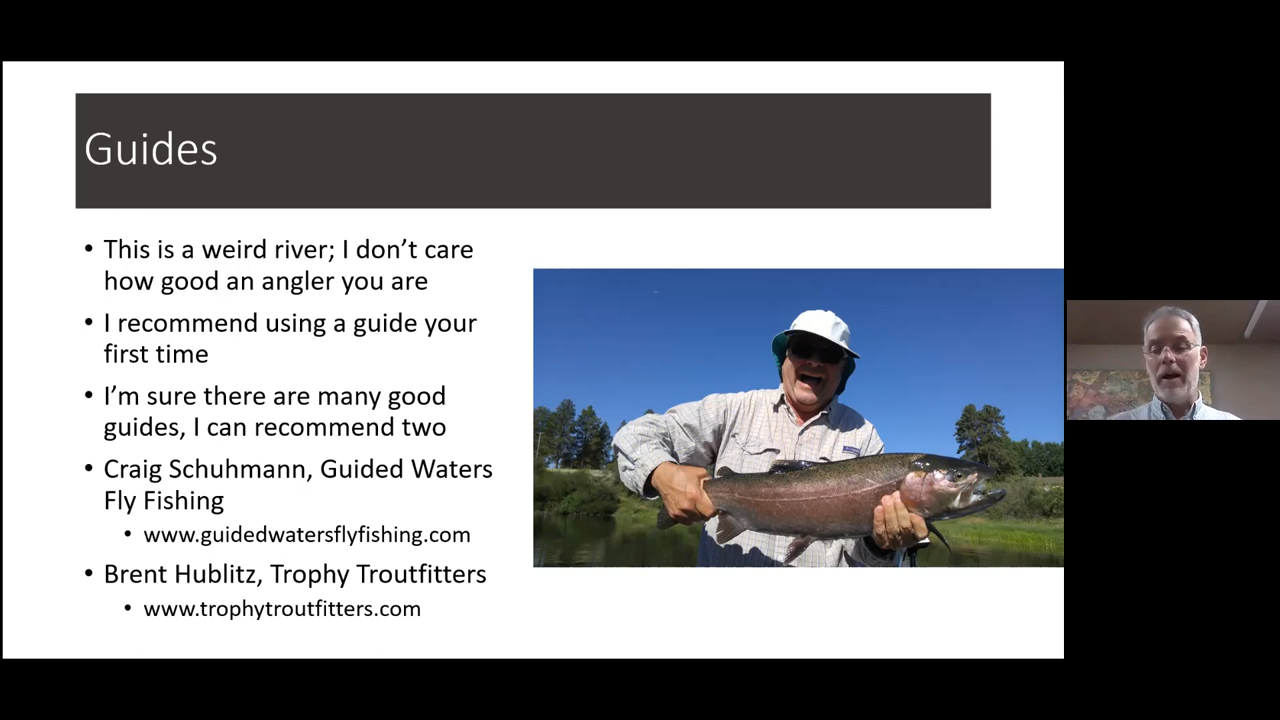 Guides
• This is a weird river; I don’t care
how good an angler you are
• I recommend using a guide your
first time
• I’m sure there are many good
guides, I can recommend two
• Craig Schuhmann, Guided Waters
Fly Fishing
• www.guidedwatersflyfishing.com
• Brent Hublitz, Trophy Troutfitters
• www.trophytroutfitters.com